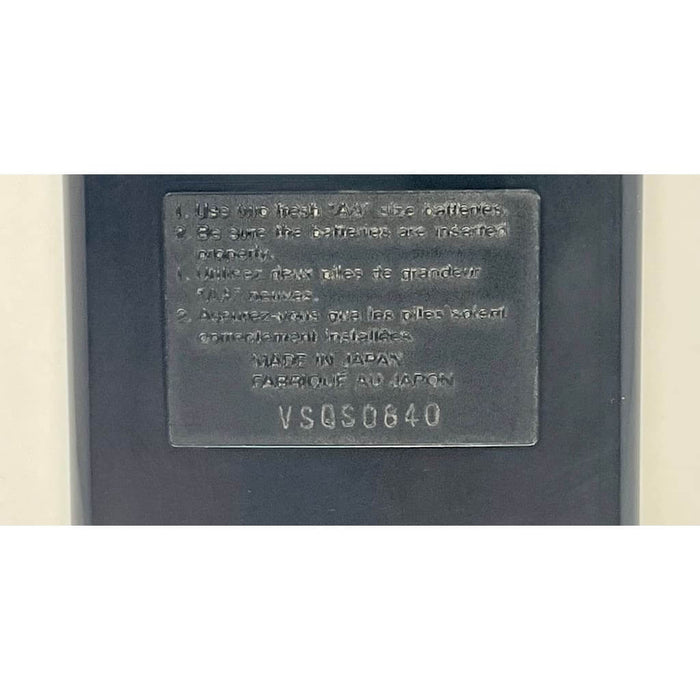 1. Use two fresh "AA" size batteries.
2. Be sure the batteries are inserted
properly.
1. Utilisez deux piles de grandeur
"AA" neuves.
2. Assurez-vous que les piles soient
correctement installées.
MADE IN JAPAN
FABRIQUÉ AU JAPON
VSQS0640